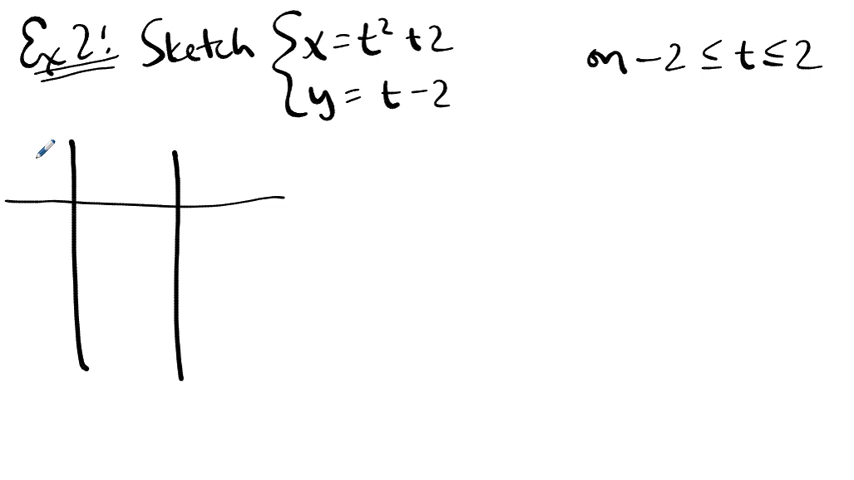 Ex 2: Sketch { x = t² + 2 on -2 ≤ t ≤ 2
y = t - 2